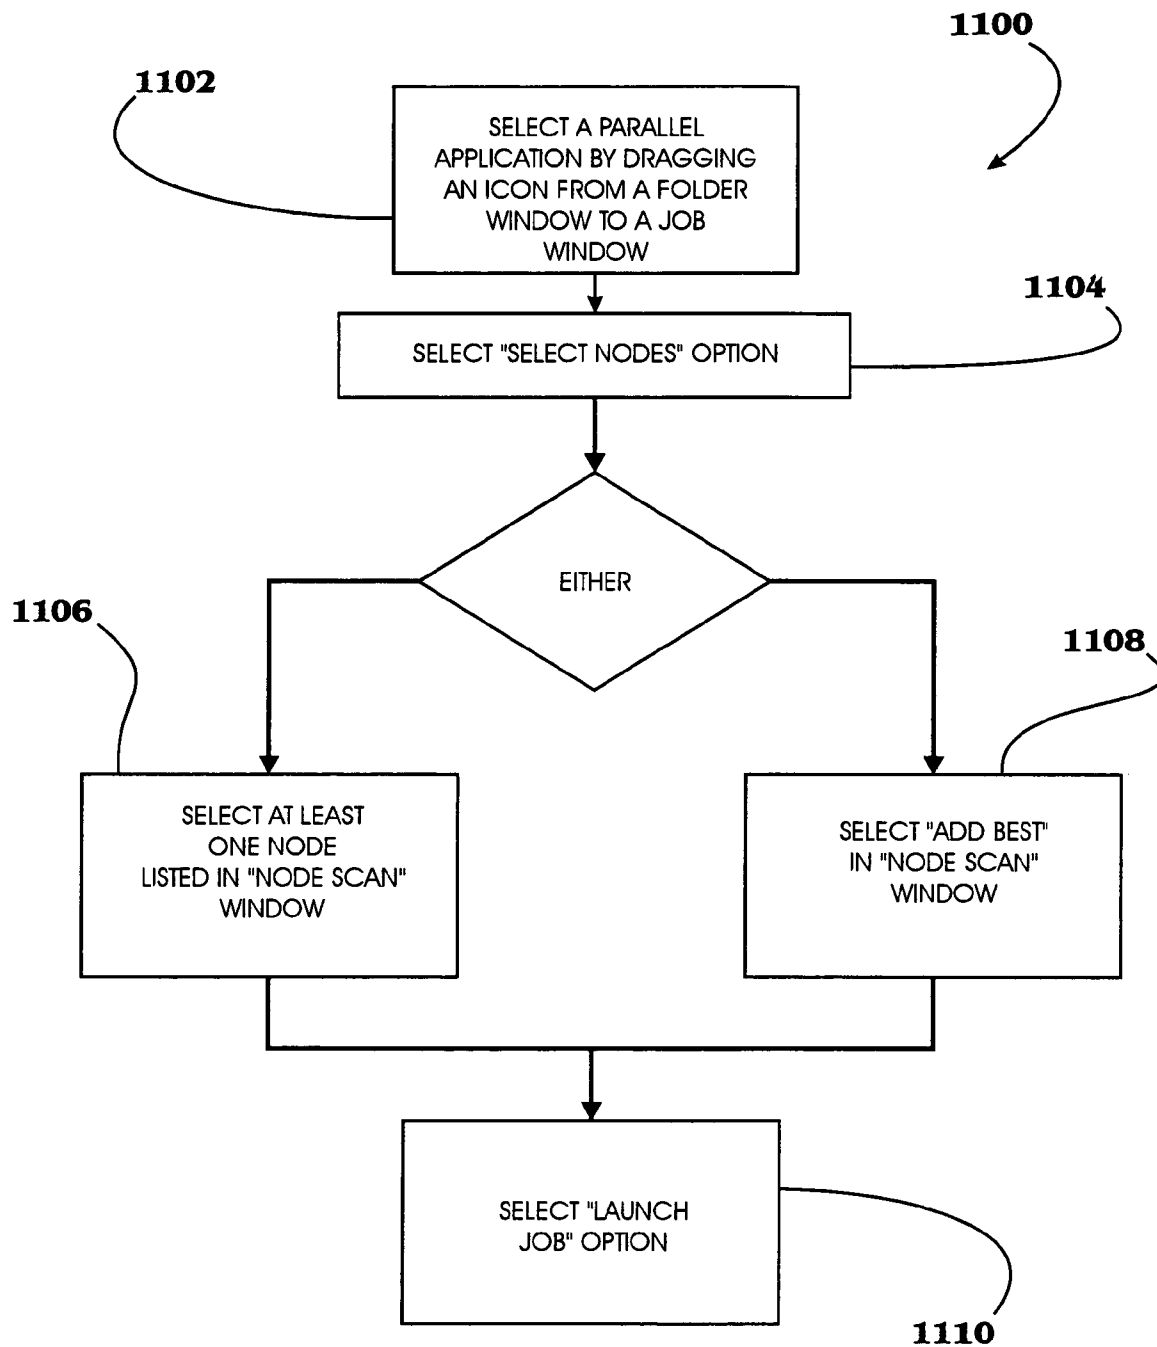 1100
1102
SELECT A PARALLEL
APPLICATION BY DRAGGING
AN ICON FROM A FOLDER
WINDOW TO A JOB
WINDOW
1104
SELECT "SELECT NODES" OPTION
EITHER
1106
1108
SELECT AT LEAST
ONE NODE
LISTED IN "NODE SCAN"
WINDOW
SELECT "ADD BEST"
IN "NODE SCAN"
WINDOW
SELECT "LAUNCH
JOB" OPTION
1110